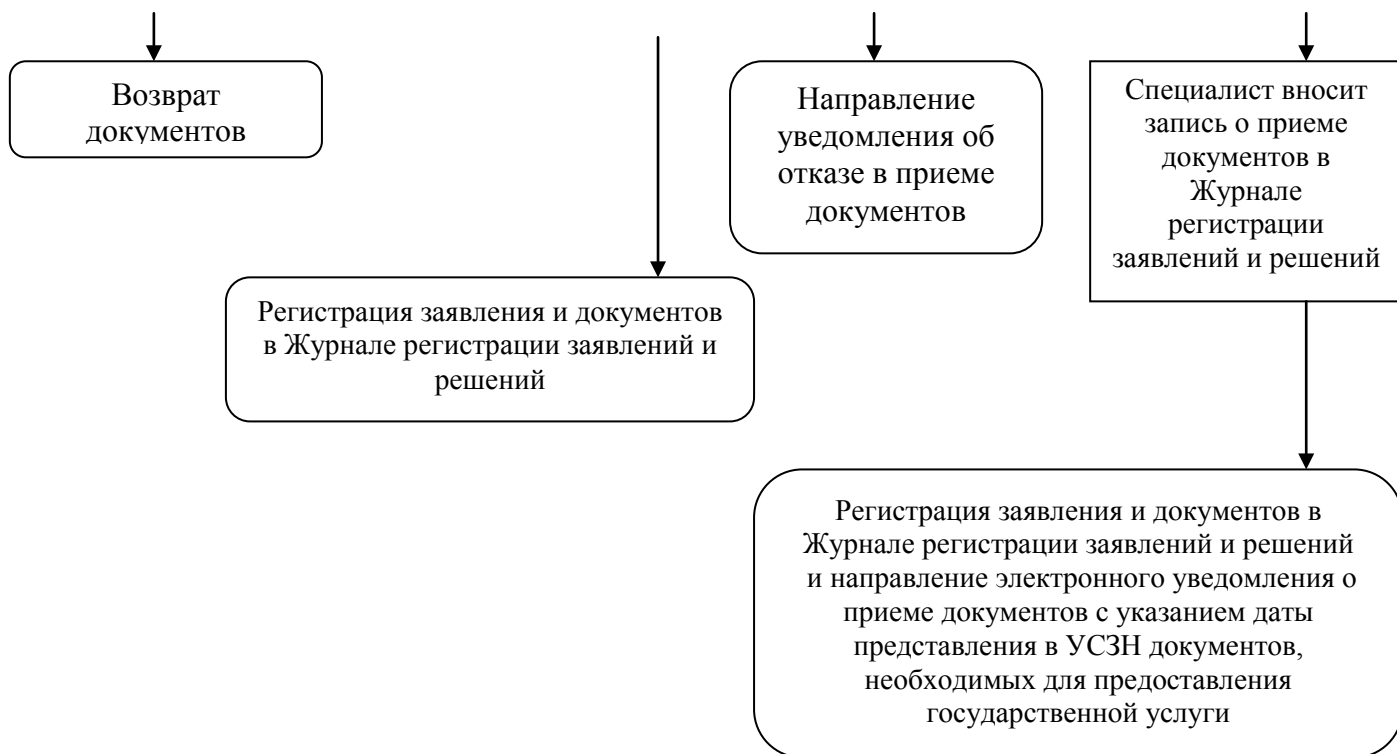 Возврат
документов
Направление
уведомления об
отказе в приеме
документов
Специалист вносит
запись о приеме
документов в
Журнале
регистрации
заявлений и решений
Регистрация заявления и документов
в Журнале регистрации заявлений и
решений
Регистрация заявления и документов в
Журнале регистрации заявлений и решений
и направление электронного уведомления о
приеме документов с указанием даты
представления в УСЗН документов,
необходимых для предоставления
государственной услуги